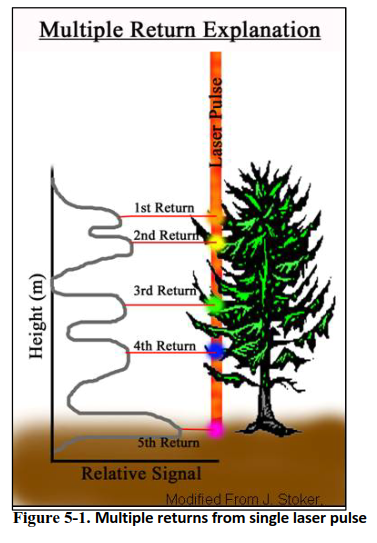 Multiple Return Explanation
Laser Pulse
1st Return
2nd Return
3rd Return
4th Return
5th Return
Height (m)
Relative Signal
Modified From J. Stoker.
Figure 5-1. Multiple returns from single laser pulse